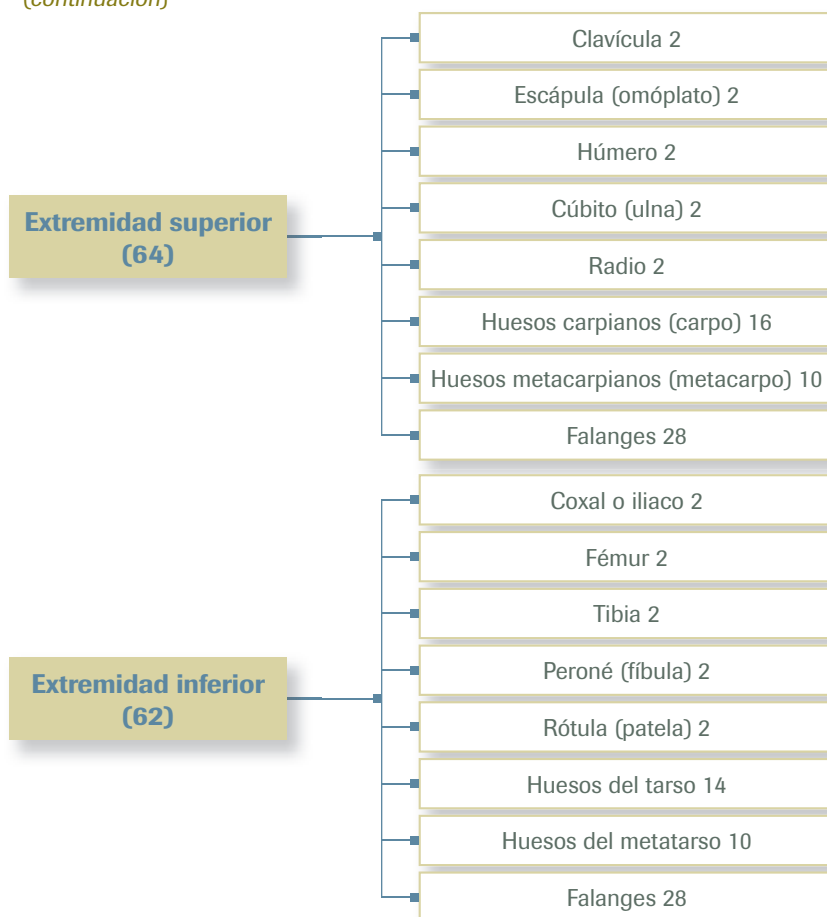 (continuación)
Extremidad superior
(64)
Clavícula 2
Escápula (omóplato) 2
Húmero 2
Cúbito (ulna) 2
Radio 2
Huesos carpianos (carpo) 16
Huesos metacarpianos (metacarpo) 10
Falanges 28
Extremidad inferior
(62)
Coxal o iliaco 2
Fémur 2
Tibia 2
Peroné (fíbula) 2
Rótula (patela) 2
Huesos del tarso 14
Huesos del metatarso 10
Falanges 28